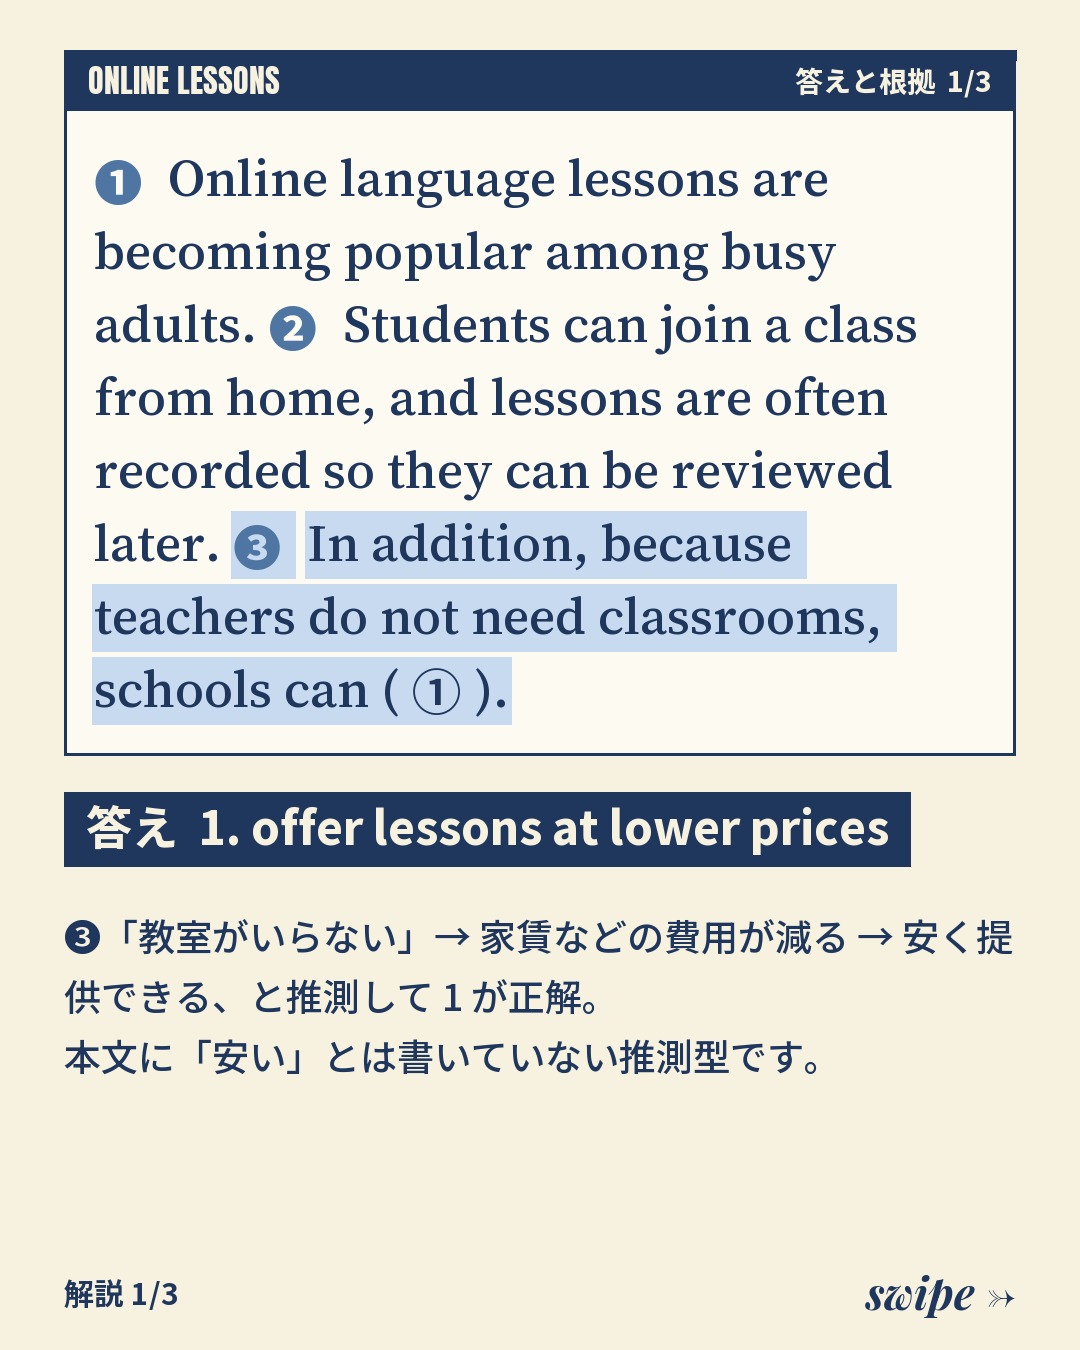 ONLINE LESSONS
答えと根拠 1/3
❶ Online language lessons are
becoming popular among busy
adults. ❷ Students can join a class
from home, and lessons are often
recorded so they can be reviewed
later. ❸ In addition, because
teachers do not need classrooms,
schools can ( ① ).
答え 1. offer lessons at lower prices
❸「教室がいらない」→ 家賃などの費用が減る → 安く提
供できる、と推測して 1 が正解。
本文に「安い」とは書いていない推測型です。
解説 1/3
swipe